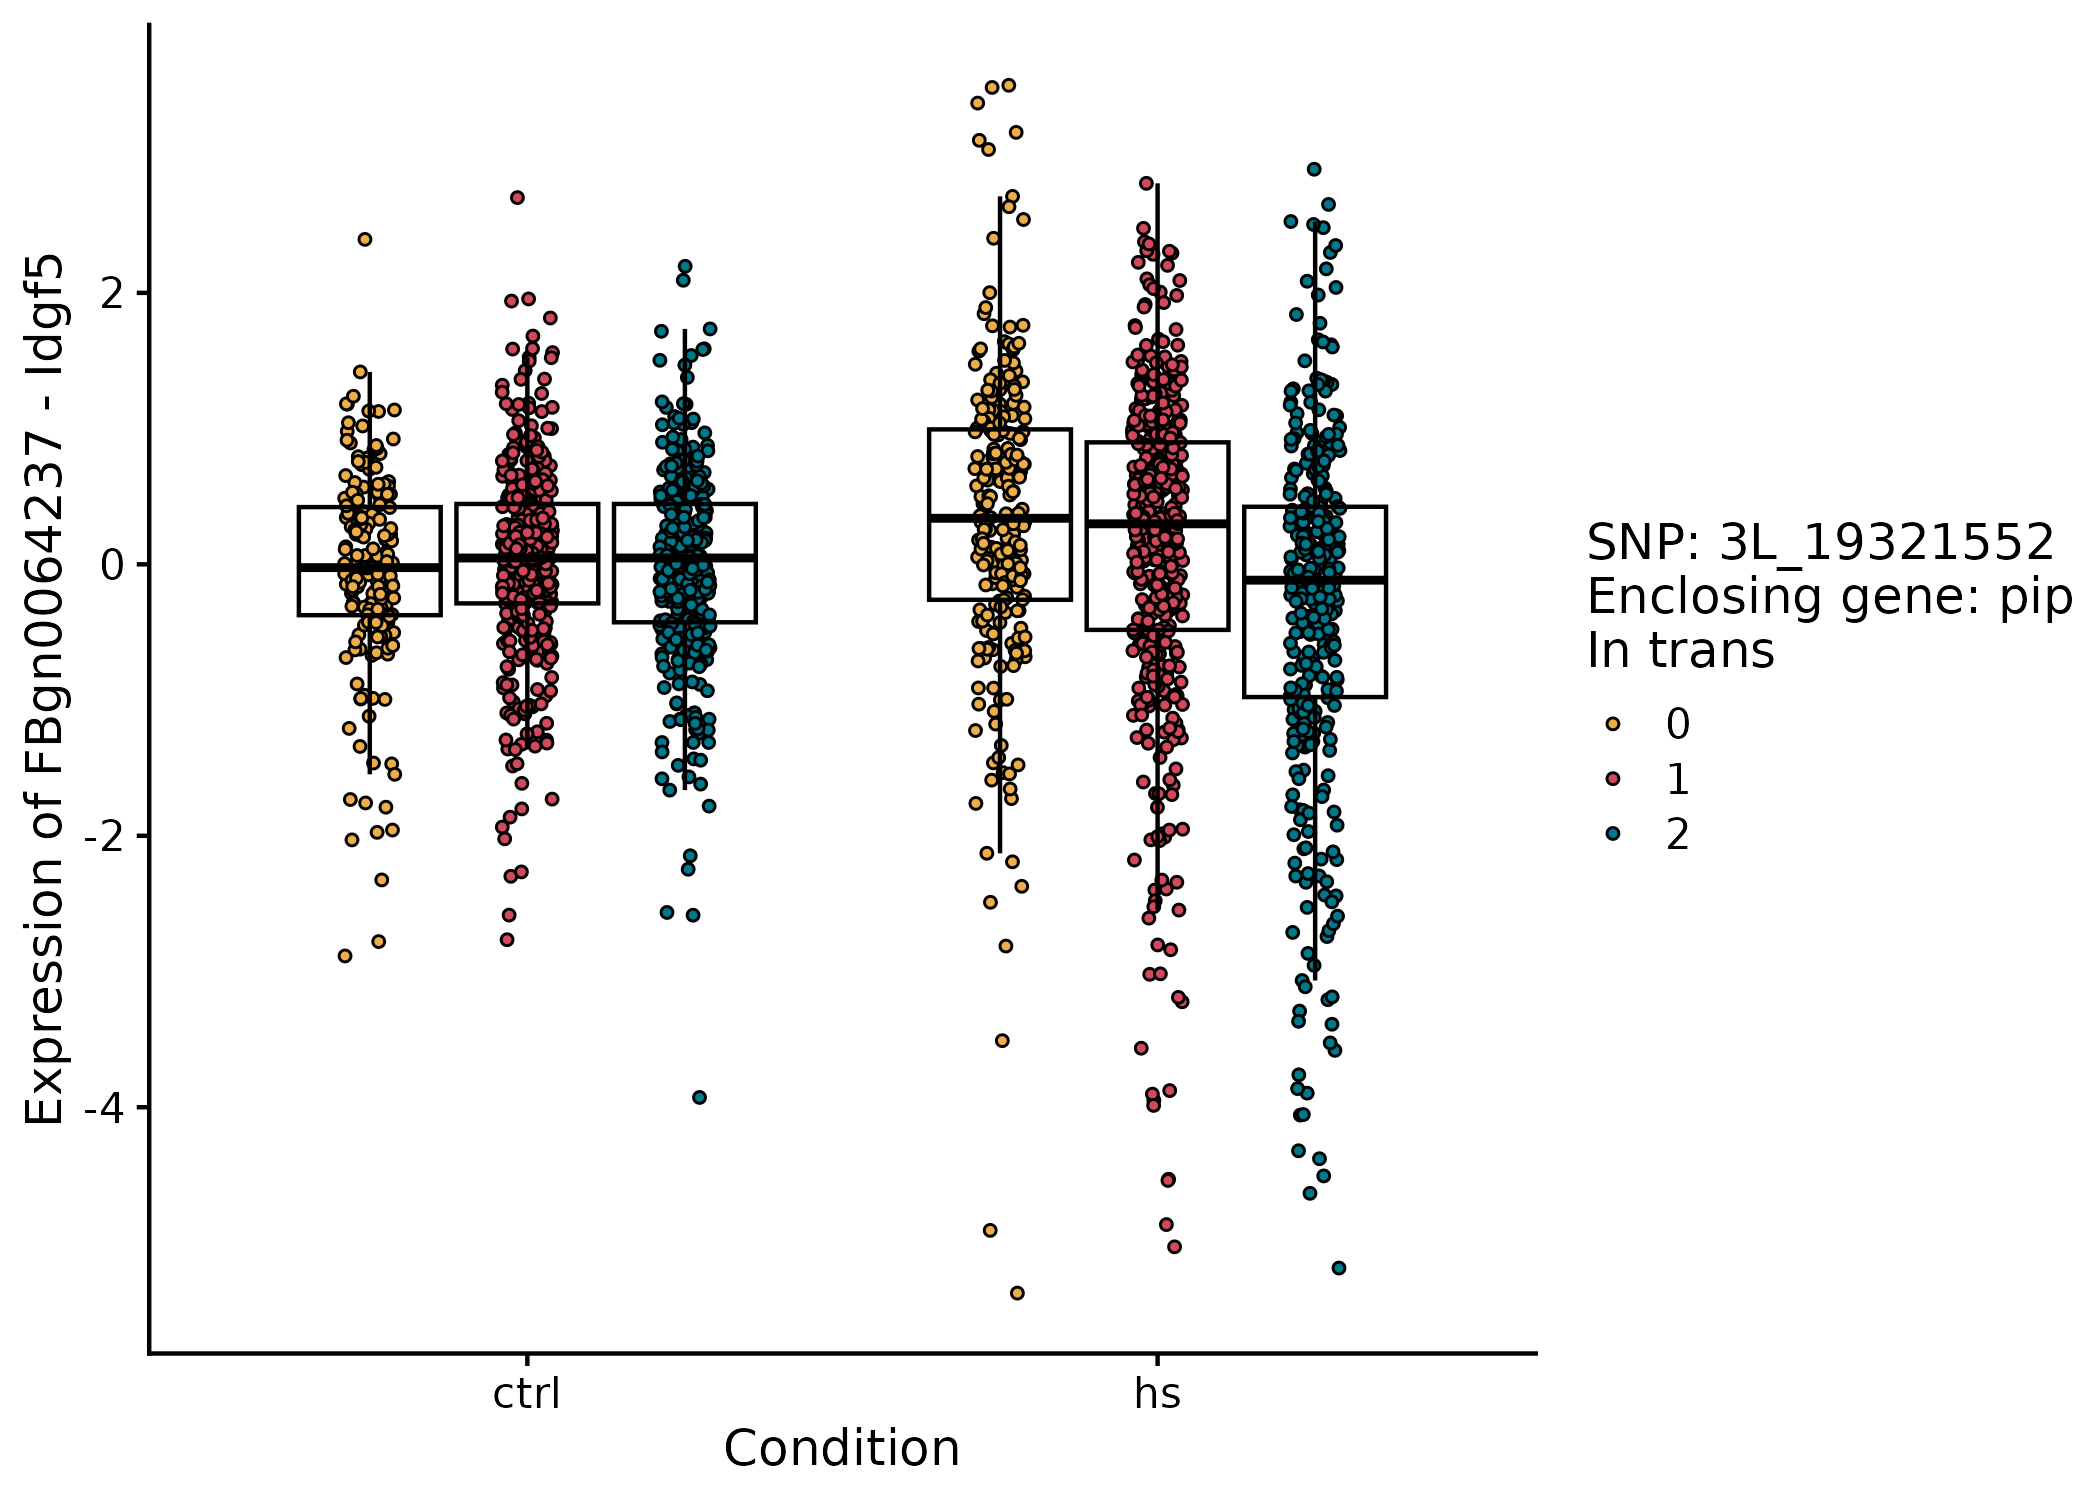 Expression of FBgn0064237 - Idgf5
2
0
-2
-4
ctrl
hs
Condition
SNP: 3L_19321552
Enclosing gene: pip
In trans
0
1
2